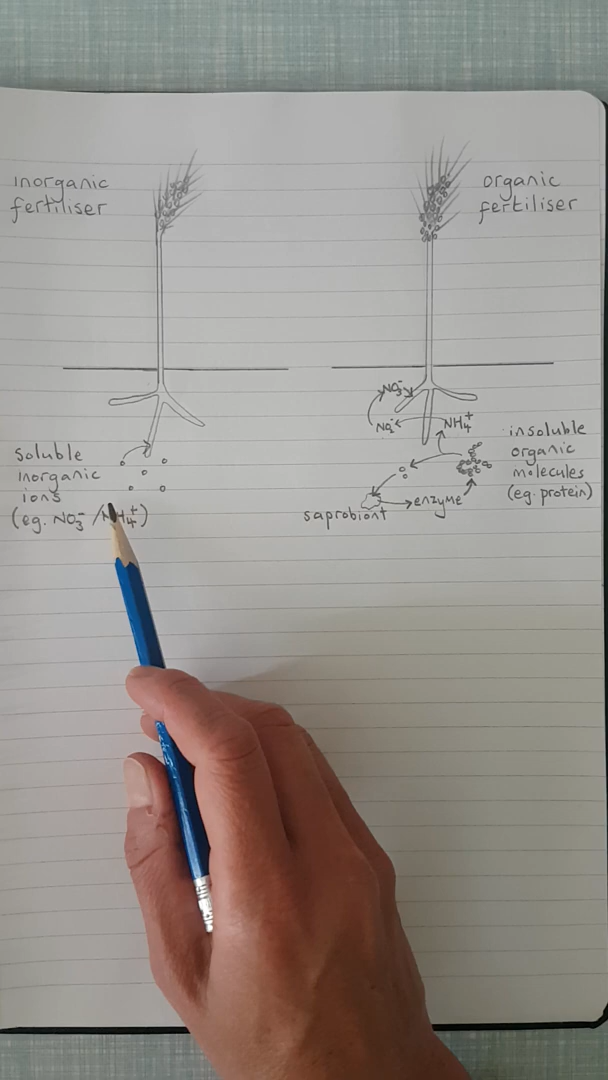 inorganic
fertiliser
organic
fertiliser
soluble
inorganic
ions
(eg. NO₃⁻ / NH₄⁺)
NO₃⁻
NO₂⁻
NH₄⁺
saprobiont
enzyme
insoluble
organic
molecules
(eg. protein)